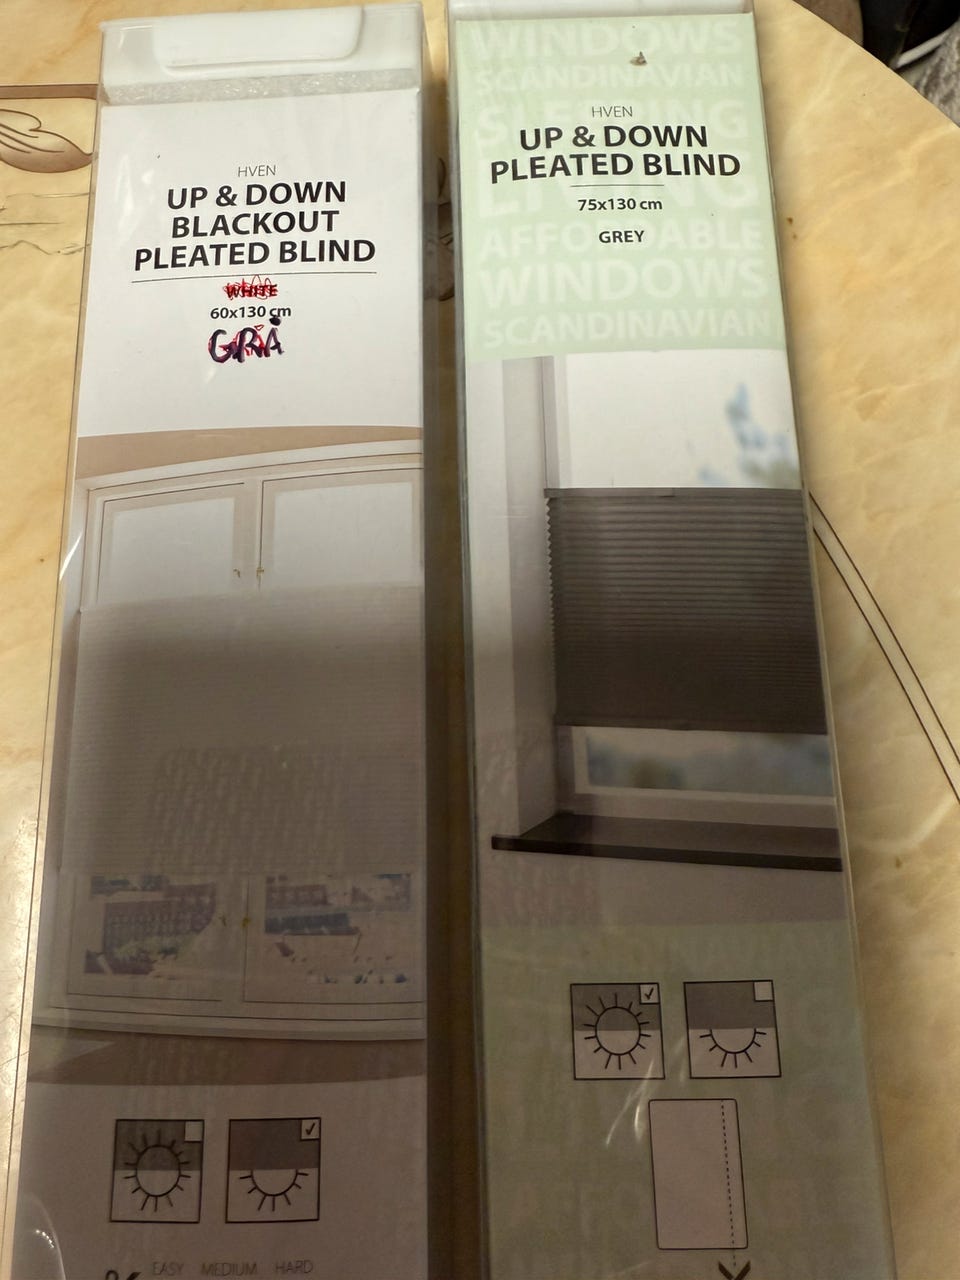 HVEN
UP & DOWN
BLACKOUT
PLEATED BLIND
WHITE
60x130 cm
GRÅ
EASY MEDIUM HARD
WINDOWS
SCANDINAVIAN
HVEN
UP & DOWN
PLEATED BLIND
75x130 cm
GREY
AFFORDABLE
WINDOWS
SCANDINAVIAN